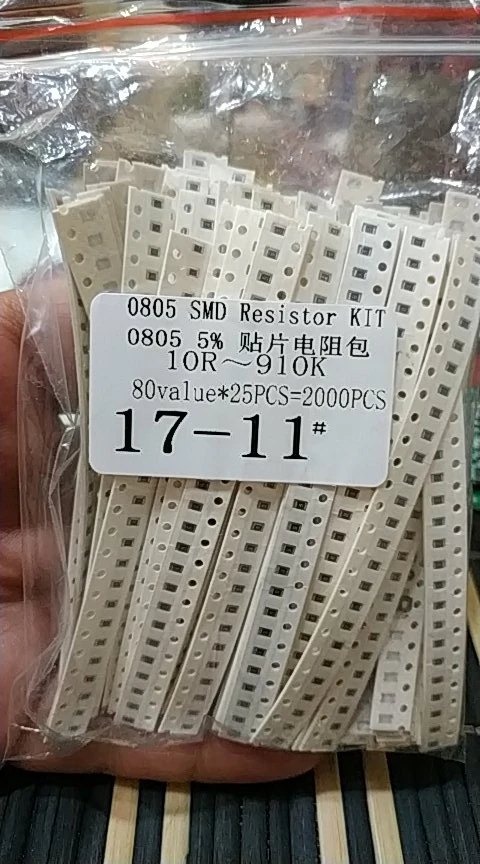 0805 SMD Resistor KIT
0805 5% 贴片电阻包
10R～910K
80value*25PCS=2000PCS
17-11#